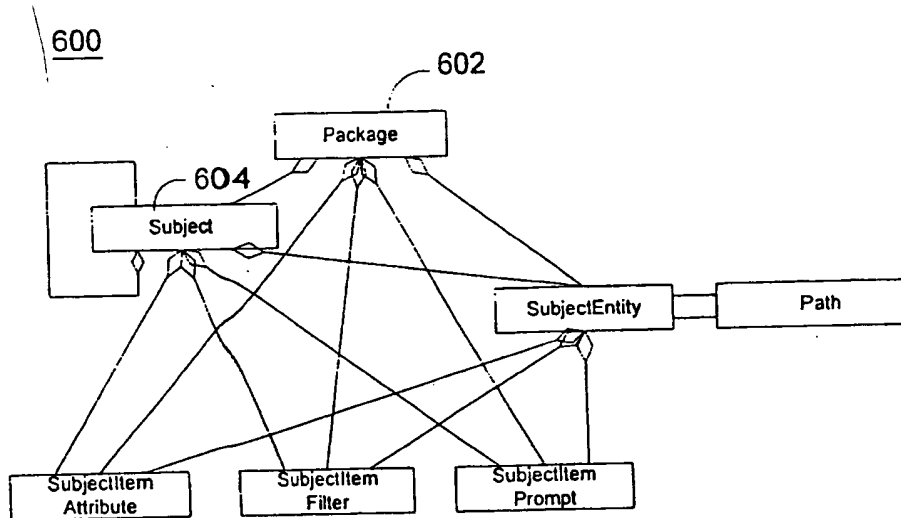 600
602
Package
604
Subject
SubjectEntity
Path
SubjectItem
Attribute
SubjectItem
Filter
SubjectItem
Prompt